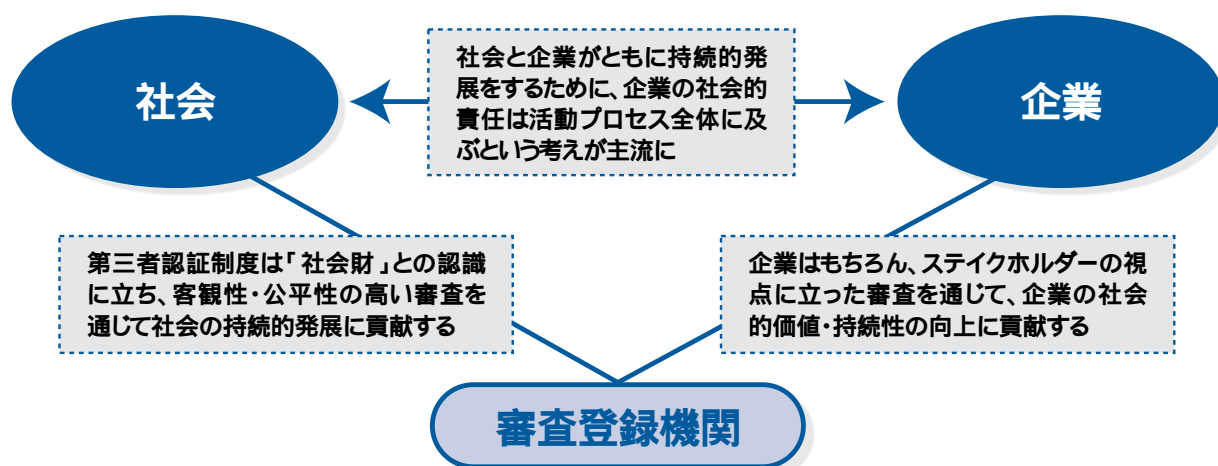 社会
社会と企業がともに持続的発
展をするために、企業の社会的
責任は活動プロセス全体に及
ぶという考えが主流に
企業
第三者認証制度は「社会財」との認識
に立ち、客観性・公平性の高い審査を
通じて社会の持続的発展に貢献する
企業はもちろん、ステイクホルダーの視
点に立った審査を通じて、企業の社会
的価値・持続性の向上に貢献する
審査登録機関